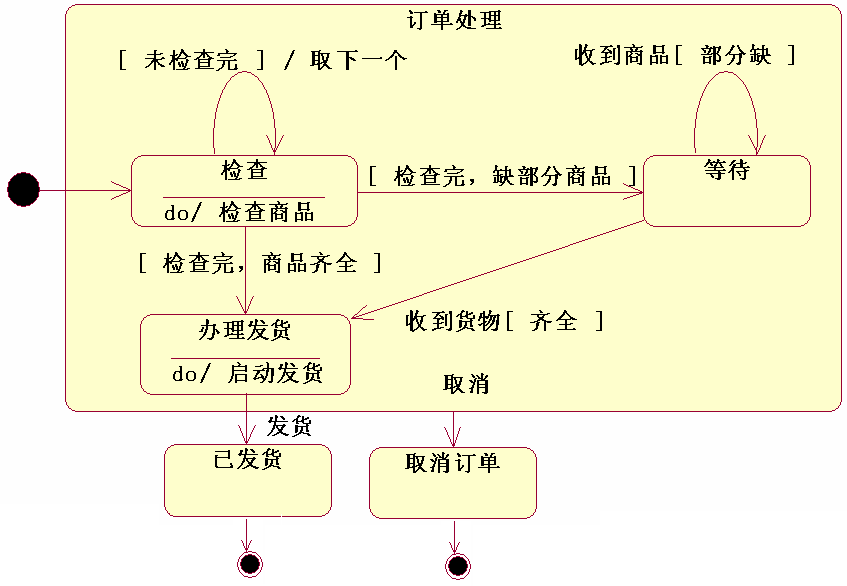 订单处理
[ 未检查完 ] / 取下一个
收到商品[ 部分缺 ]
检查
do/ 检查商品
[ 检查完，缺部分商品 ]
等待
[ 检查完，商品齐全 ]
办理发货
do/ 启动发货
收到货物[ 齐全 ]
取消
发货
已发货
取消订单